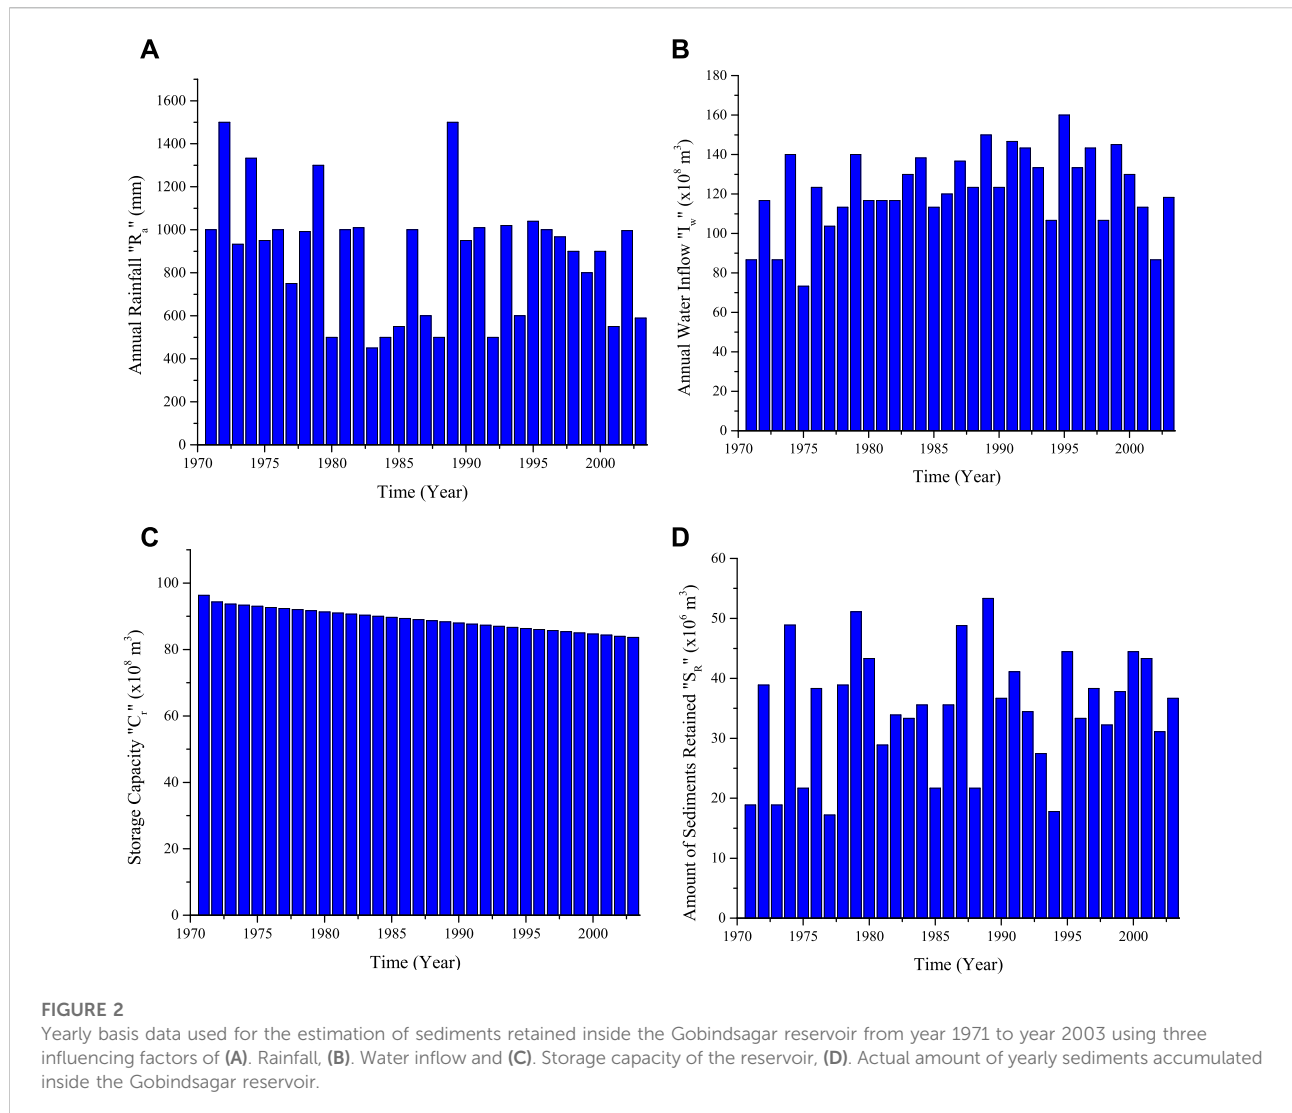 A
1600
1400
1200
1000
800
600
400
200
0
Annual Rainfall "Ra" (mm)
1970 1975 1980 1985 1990 1995 2000
Time (Year)
B
180
160
140
120
100
80
60
40
20
0
Annual Water Inflow "Iw" (x10⁸ m³)
1970 1975 1980 1985 1990 1995 2000
Time (Year)
C
100
80
60
40
20
0
Storage Capacity "Cr" (x10⁸ m³)
1970 1975 1980 1985 1990 1995 2000
Time (Year)
D
60
50
40
30
20
10
0
Amount of Sediments Retained "SR" (x10⁶ m³)
1970 1975 1980 1985 1990 1995 2000
Time (Year)
FIGURE 2
Yearly basis data used for the estimation of sediments retained inside the Gobindsagar reservoir from year 1971 to year 2003 using three
influencing factors of (A). Rainfall, (B). Water inflow and (C). Storage capacity of the reservoir, (D). Actual amount of yearly sediments accumulated
inside the Gobindsagar reservoir.